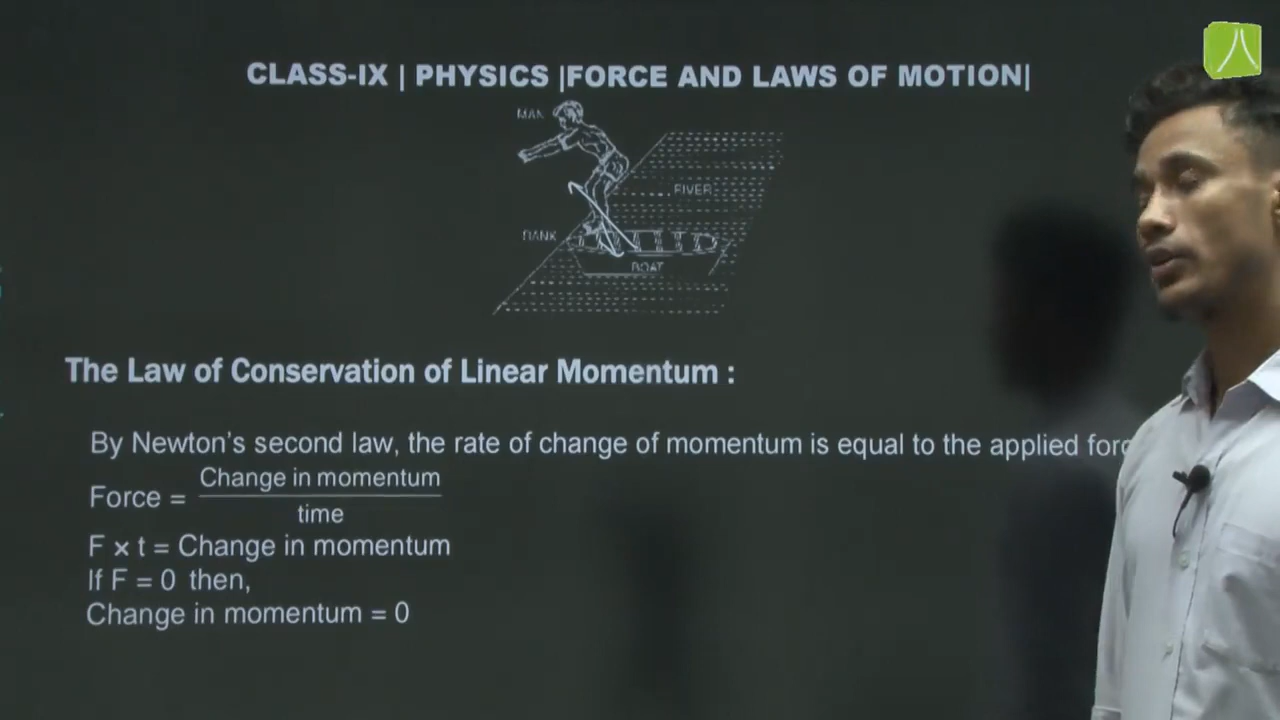 CLASS-IX | PHYSICS |FORCE AND LAWS OF MOTION|
MAN
RIVER
BANK
BOAT
The Law of Conservation of Linear Momentum :
By Newton's second law, the rate of change of momentum is equal to the applied forc
Force = Change in momentum
time
F x t = Change in momentum
If F = 0 then,
Change in momentum = 0